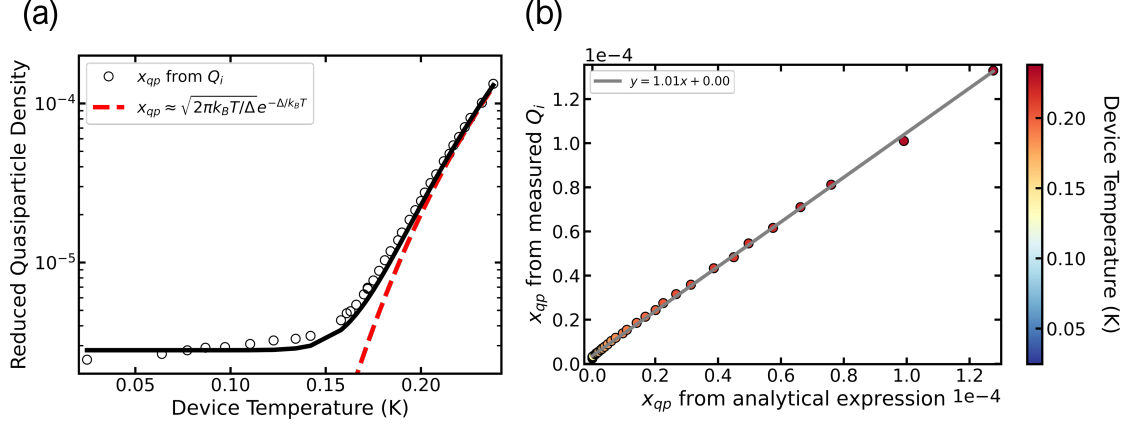 (a)
(b)
Reduced Quasiparticle Density
10⁻⁴
10⁻⁵
x_qp from Q_i
x_qp ≈ √(2πk_BT/Δ) e^(−Δ/k_BT)
0.05 0.10 0.15 0.20
Device Temperature (K)
1e−4
x_qp from measured Q_i
1.2
1.0
0.8
0.6
0.4
0.2
0.0
y = 1.01x + 0.00
0.0 0.2 0.4 0.6 0.8 1.0 1.2
x_qp from analytical expression 1e−4
0.20
0.15
0.10
0.05
Device Temperature (K)